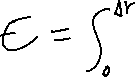 € = ∫₀^Δr